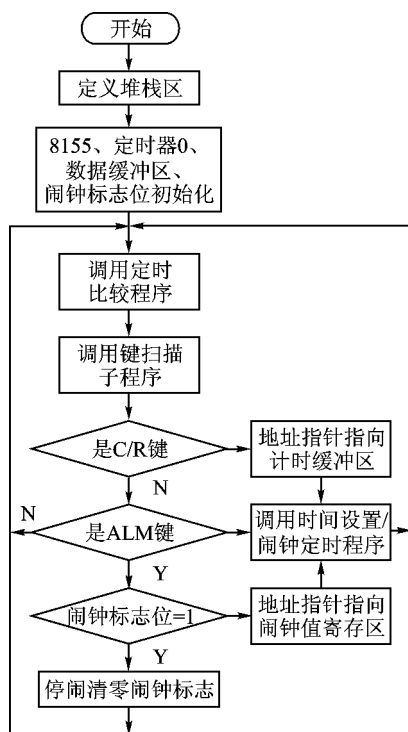 开始
定义堆栈区
8155、定时器0、
数据缓冲区、
闹钟标志位初始化
调用定时
比较程序
调用键扫描
子程序
是C/R键
地址指针指向
计时缓冲区
N
N
是ALM键
调用时间设置/
闹钟定时程序
Y
闹钟标志位=1
地址指针指向
闹钟值寄存区
Y
停闹清零闹钟标志